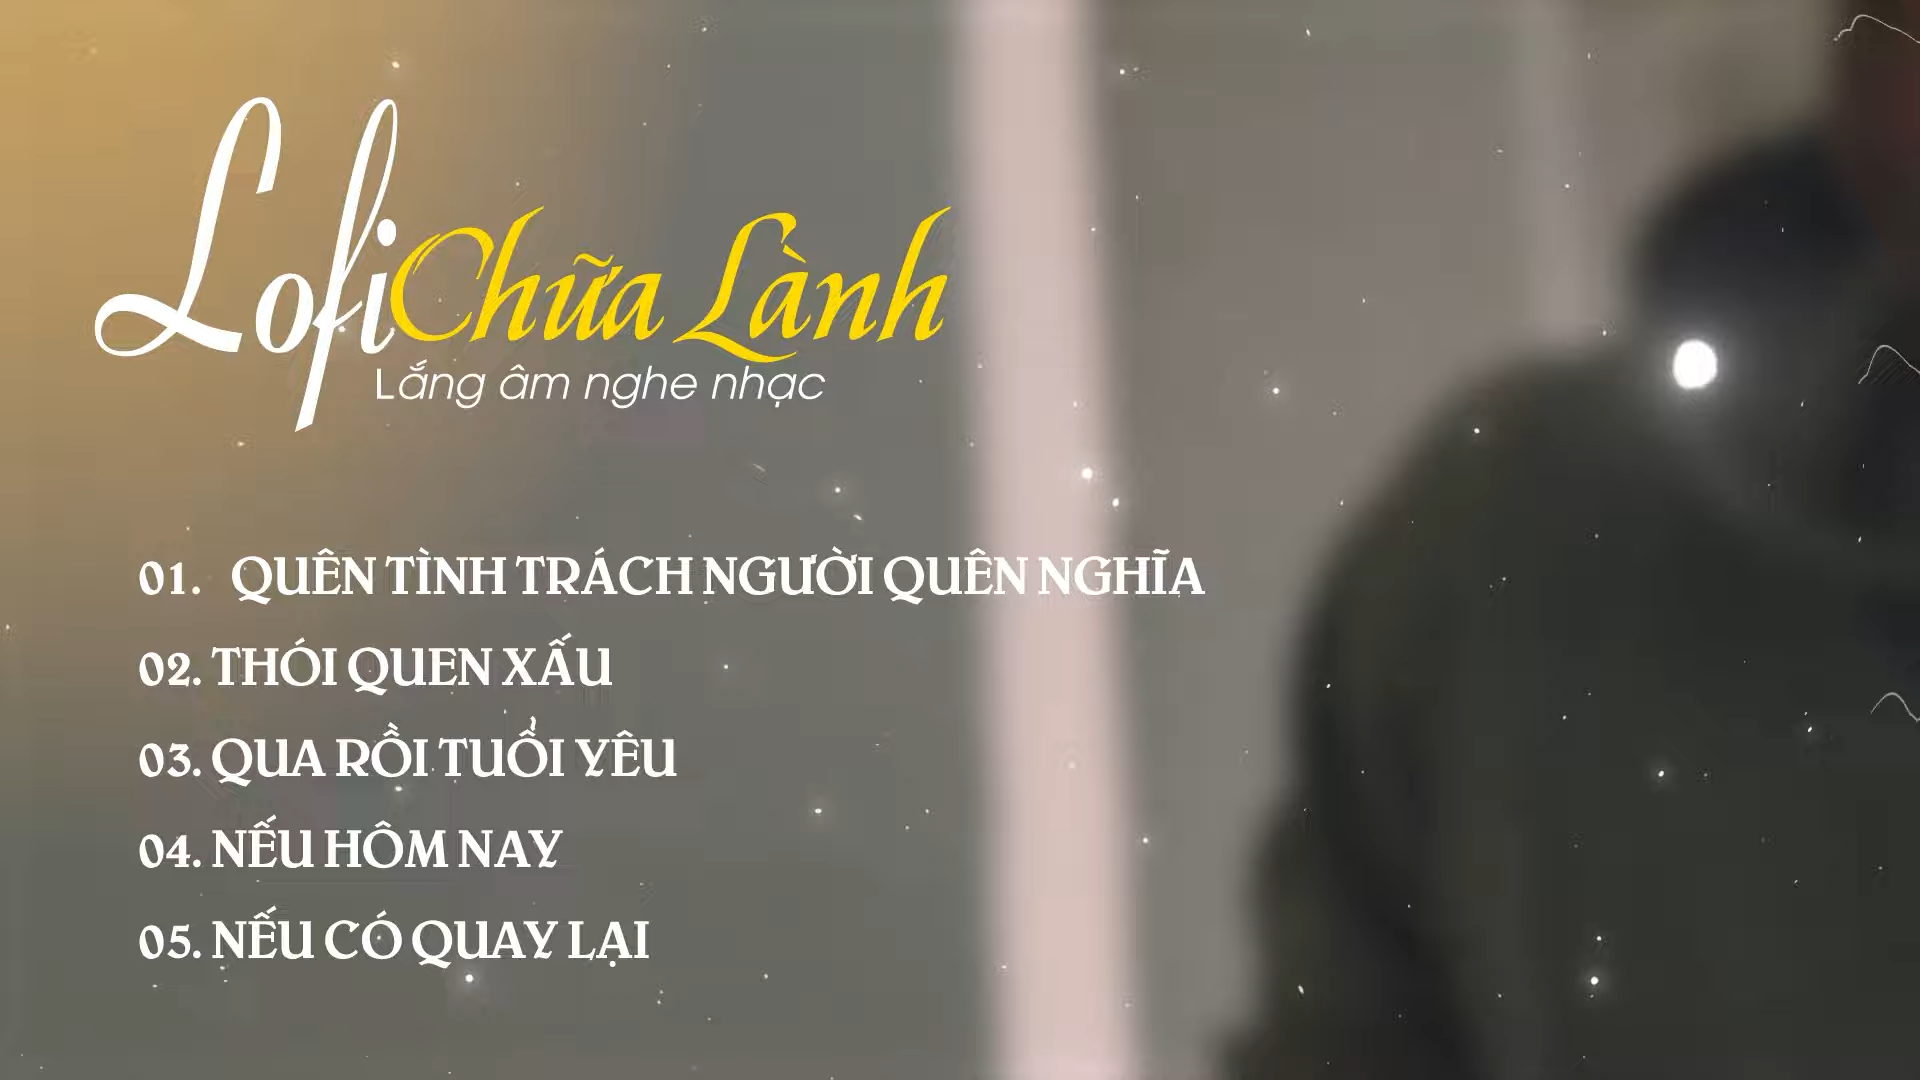 Lofi Chữa Lành
Lắng âm nghe nhạc
01. QUÊN TÌNH TRÁCH NGƯỜI QUÊN NGHĨA
02. THÓI QUEN XẤU
03. QUA RỒI TUỔI YÊU
04. NẾU HÔM NAY
05. NẾU CÓ QUAY LẠI